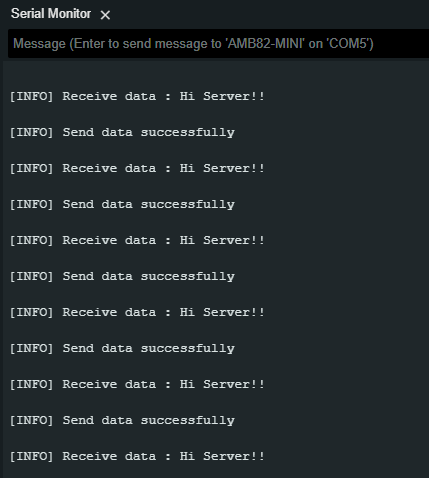 Serial Monitor
Message (Enter to send message to 'AMB82-MINI' on 'COM5')
[INFO] Receive data : Hi Server!!
[INFO] Send data successfully
[INFO] Receive data : Hi Server!!
[INFO] Send data successfully
[INFO] Receive data : Hi Server!!
[INFO] Send data successfully
[INFO] Receive data : Hi Server!!
[INFO] Send data successfully
[INFO] Receive data : Hi Server!!
[INFO] Send data successfully
[INFO] Receive data : Hi Server!!